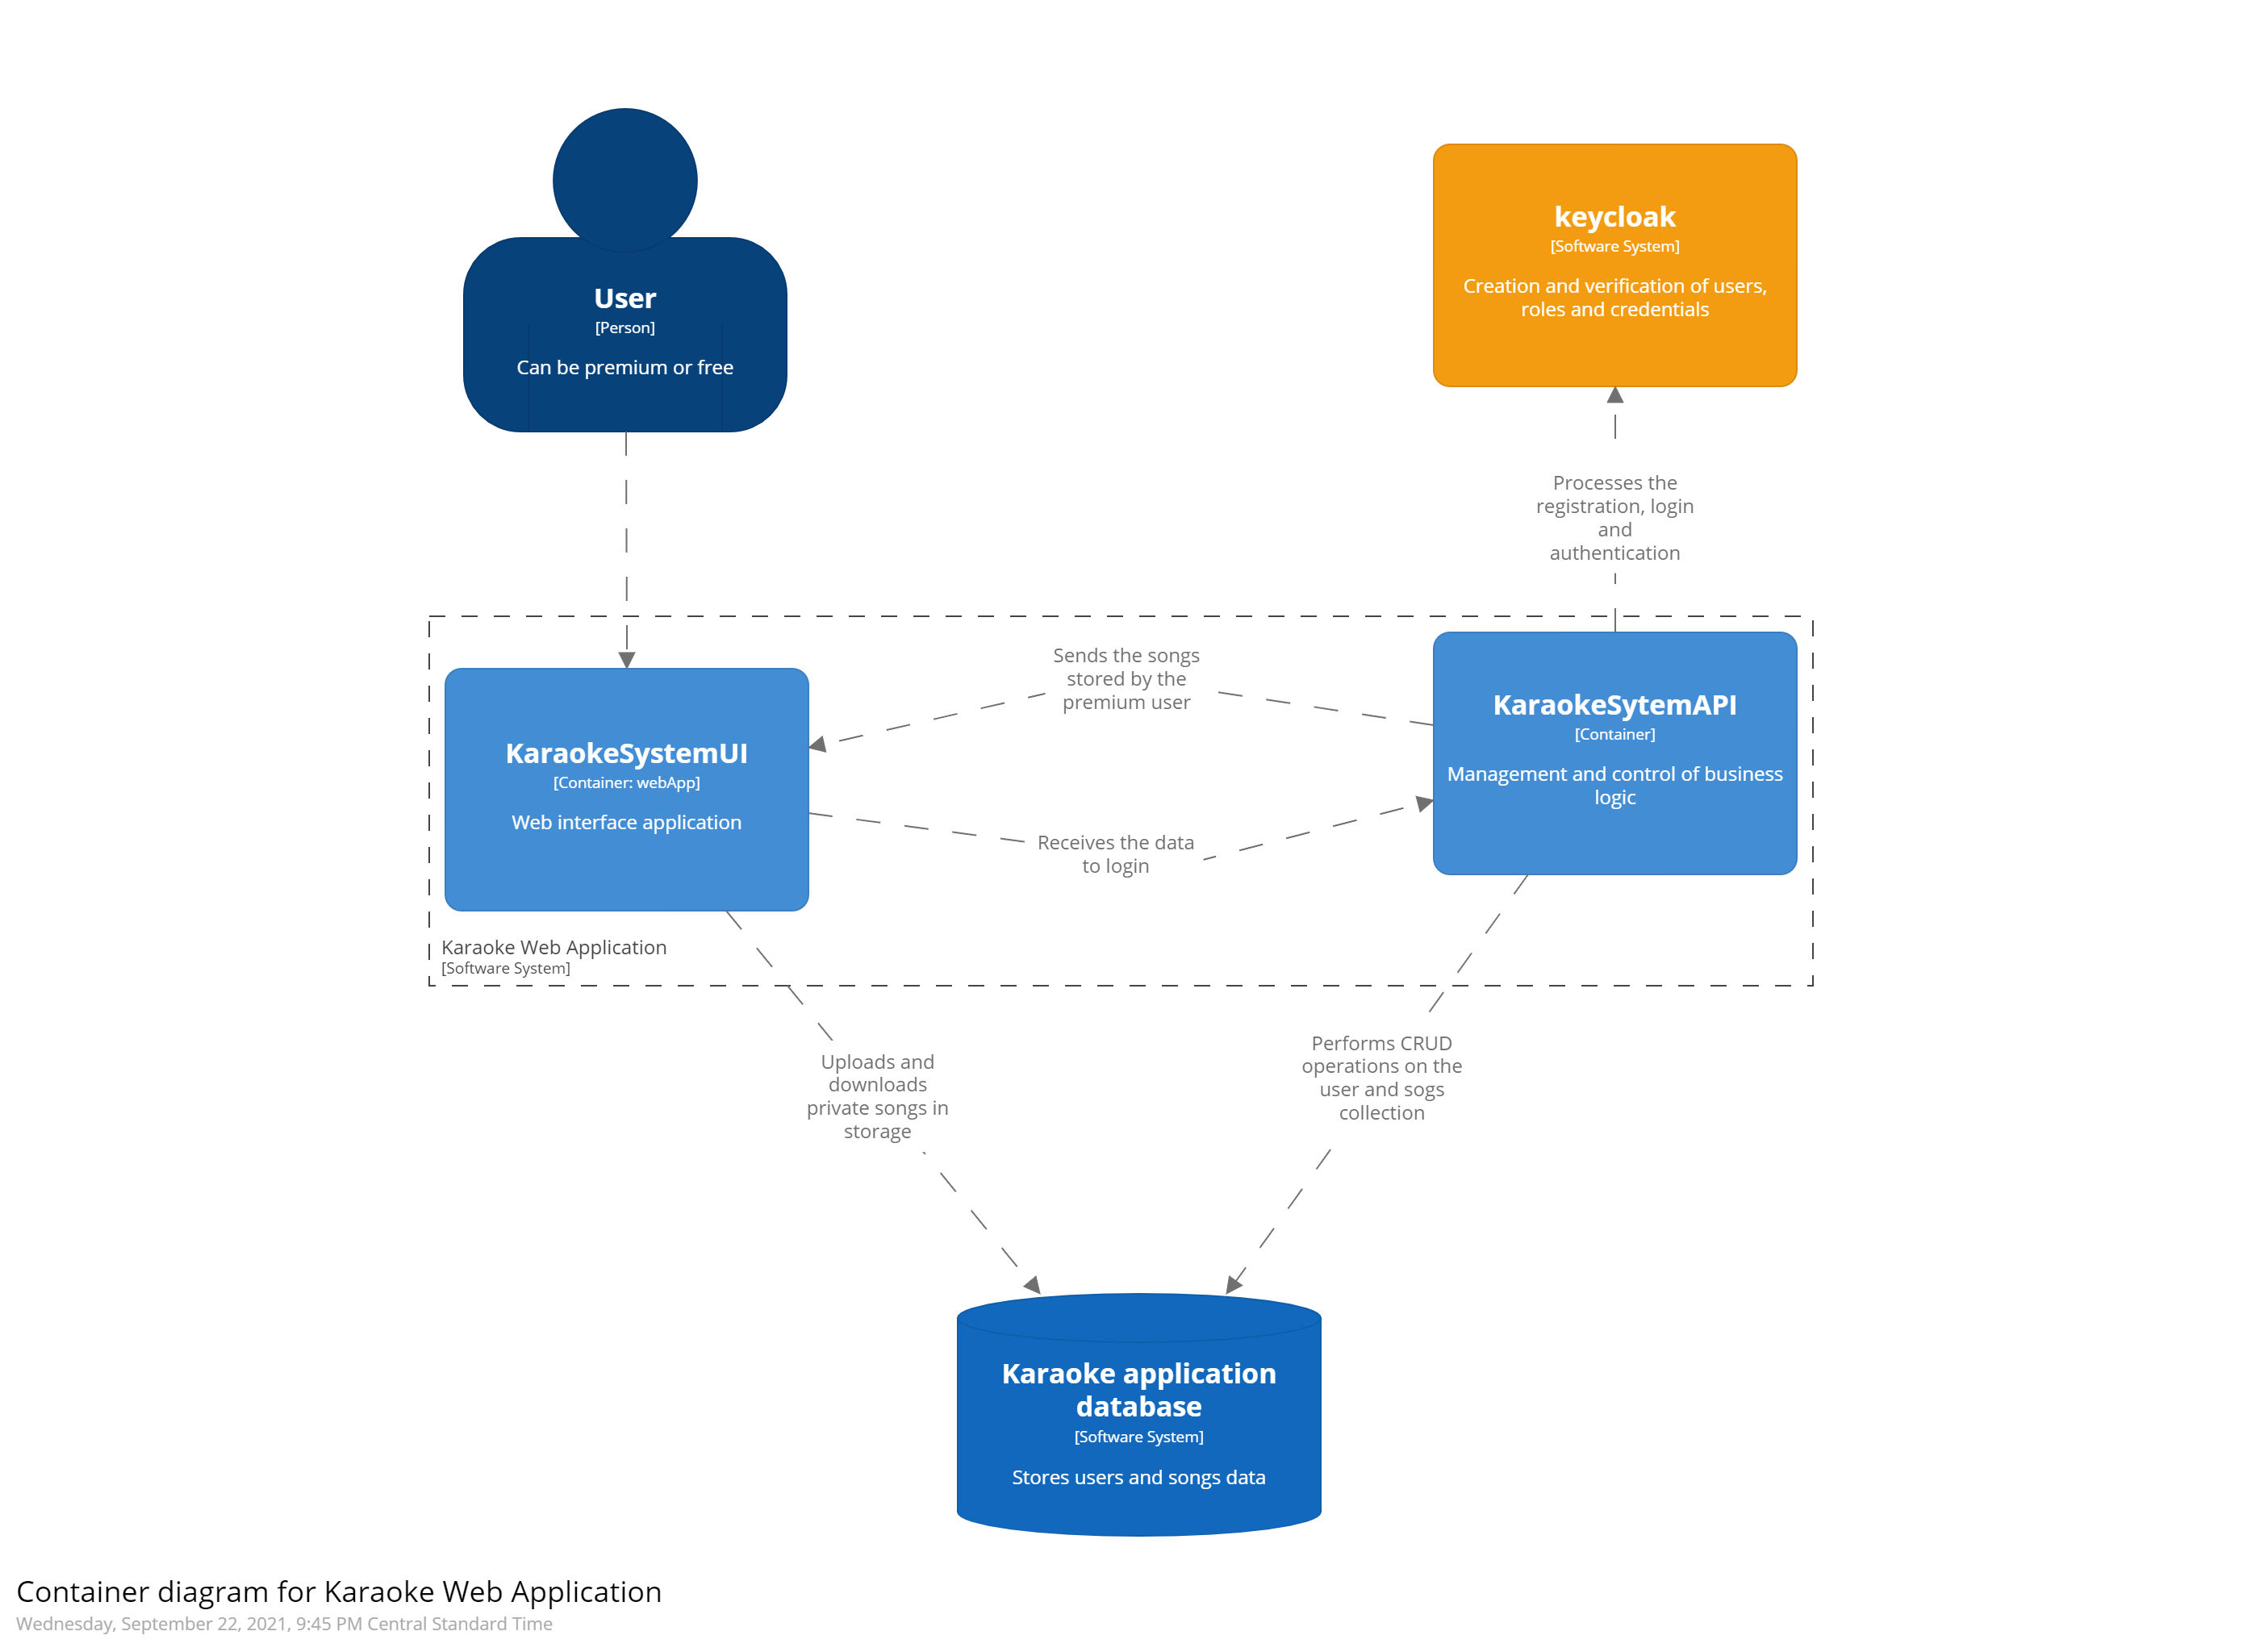 User
[Person]
Can be premium or free
keycloak
[Software System]
Creation and verification of users,
roles and credentials
Processes the
registration, login
and
authentication
Sends the songs
stored by the
premium user
KaraokeSytemAPI
[Container]
Management and control of business
logic
KaraokeSystemUI
[Container: webApp]
Web interface application
Receives the data
to login
Karaoke Web Application
[Software System]
Uploads and
downloads
private songs in
storage
Performs CRUD
operations on the
user and sogs
collection
Karaoke application
database
[Software System]
Stores users and songs data
Container diagram for Karaoke Web Application
Wednesday, September 22, 2021, 9:45 PM Central Standard Time